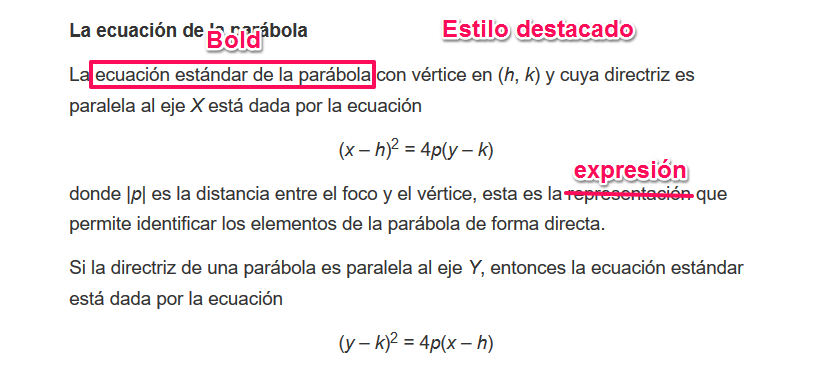 La ecuación de la parábola
Estilo destacado
Bold
La ecuación estándar de la parábola con vértice en (h, k) y cuya directriz es
paralela al eje X está dada por la ecuación
(x – h)² = 4p(y – k)
expresión
donde |p| es la distancia entre el foco y el vértice, esta es la representación que
permite identificar los elementos de la parábola de forma directa.
Si la directriz de una parábola es paralela al eje Y, entonces la ecuación estándar
está dada por la ecuación
(y – k)² = 4p(x – h)